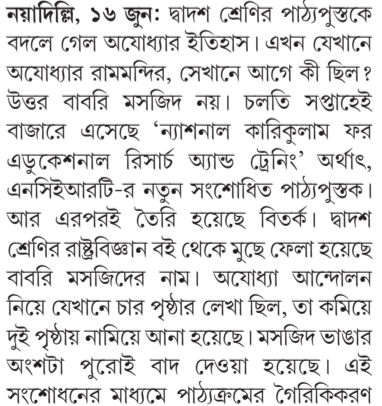 নয়াদিল্লি, ১৬ জুন: দ্বাদশ শ্রেণির পাঠ্যপুস্তকে
বদলে গেল অযোধ্যার ইতিহাস। এখন যেখানে
অযোধ্যার রামমন্দির, সেখানে আগে কী ছিল?
উত্তর বাবরি মসজিদ নয়। চলতি সপ্তাহেই
বাজারে এসেছে ‘ন্যাশনাল কারিকুলাম ফর
এডুকেশনাল রিসার্চ অ্যান্ড ট্রেনিং’ অর্থাৎ,
এনসিইআরটি-র নতুন সংশোধিত পাঠ্যপুস্তক।
আর এরপরই তৈরি হয়েছে বিতর্ক। দ্বাদশ
শ্রেণির রাষ্ট্রবিজ্ঞান বই থেকে মুছে ফেলা হয়েছে
বাবরি মসজিদের নাম। অযোধ্যা আন্দোলন
নিয়ে যেখানে চার পৃষ্ঠার লেখা ছিল, তা কমিয়ে
দুই পৃষ্ঠায় নামিয়ে আনা হয়েছে। মসজিদ ভাঙার
অংশটা পুরোই বাদ দেওয়া হয়েছে। এই
সংশোধনের মাধ্যমে পাঠ্যক্রমের গৈরিকিকরণ